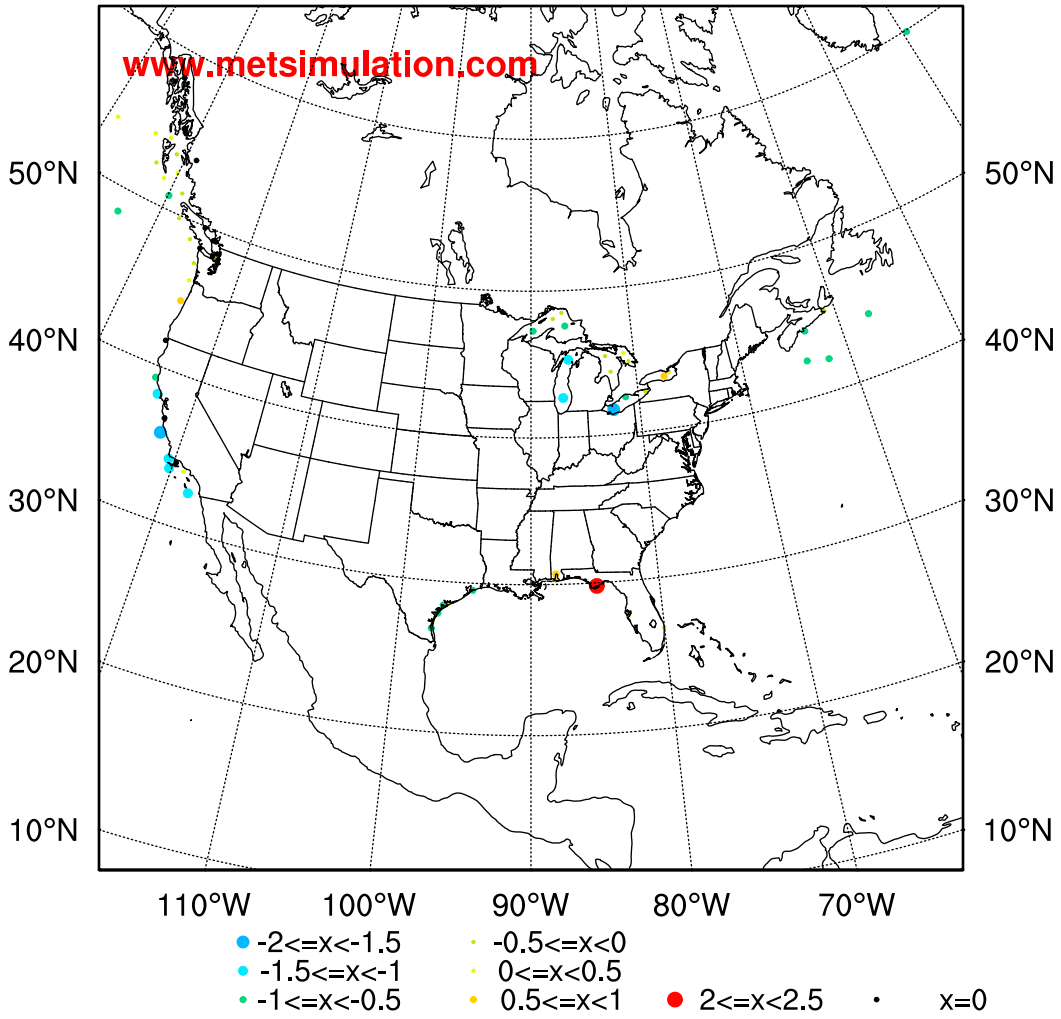 www.metsimulation.com
50°N 50°N
40°N 40°N
30°N 30°N
20°N 20°N
10°N 10°N
110°W 100°W 90°W 80°W 70°W
-2<=x<-1.5 -0.5<=x<0
-1.5<=x<-1 0<=x<0.5
-1<=x<-0.5 0.5<=x<1 2<=x<2.5 x=0